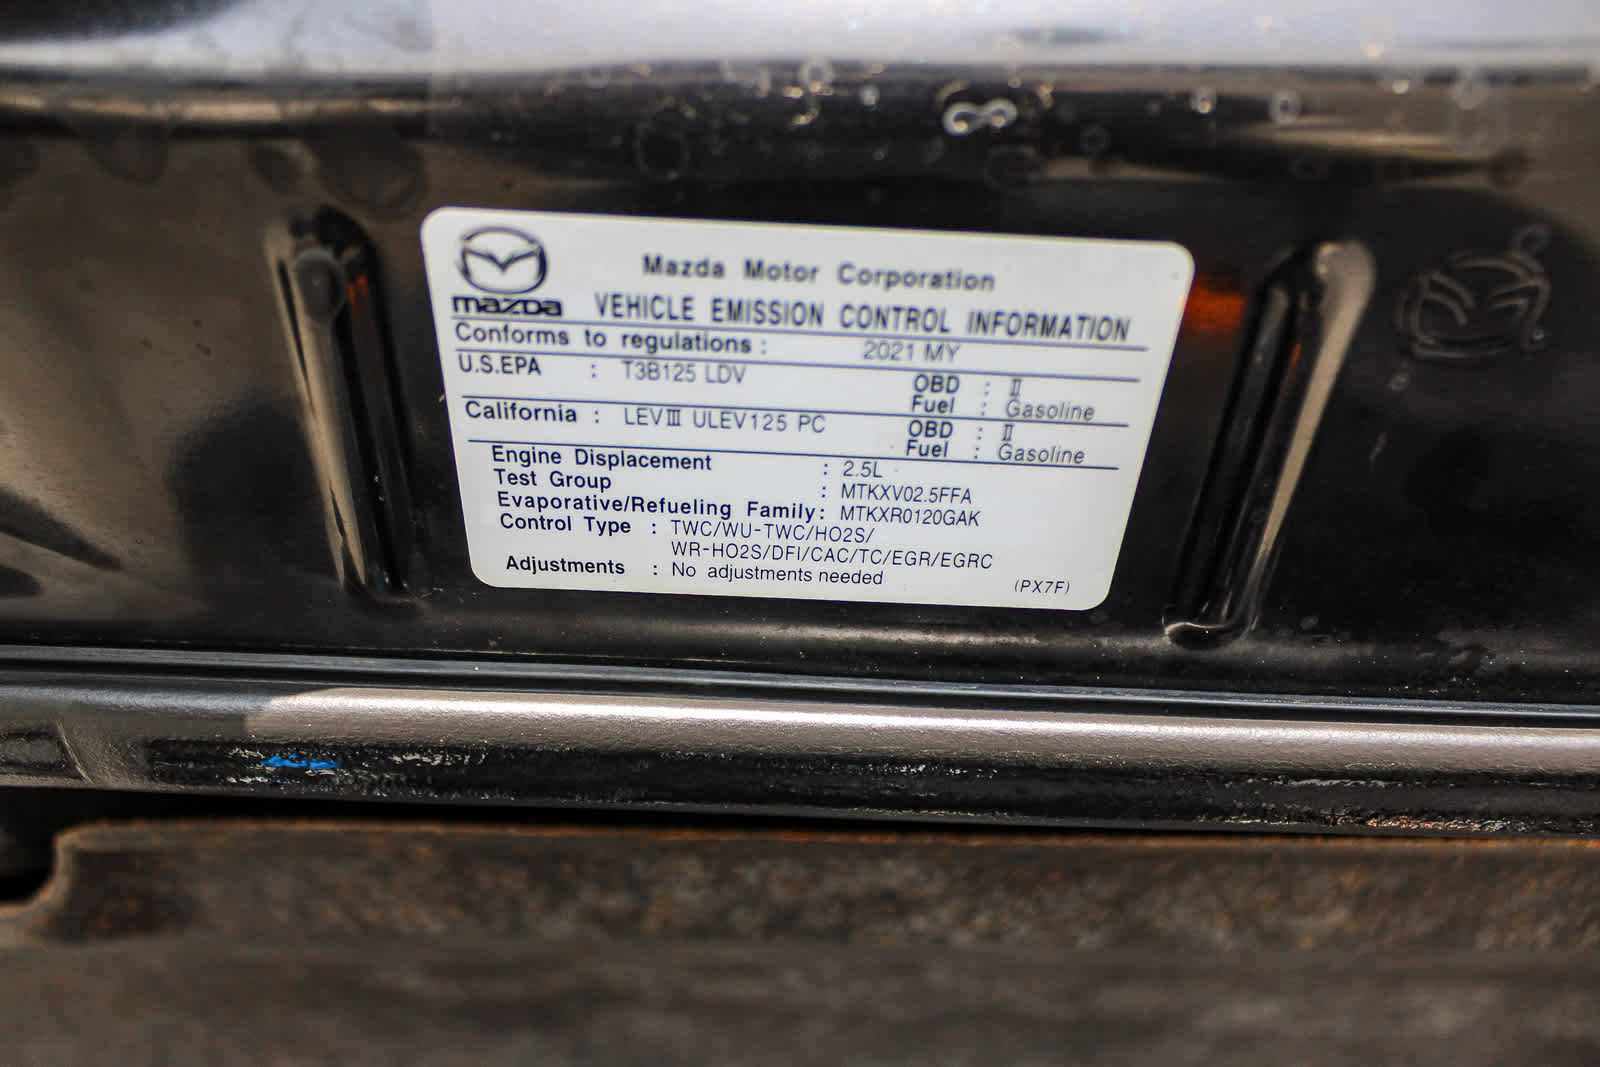 mazda
Mazda Motor Corporation
VEHICLE EMISSION CONTROL INFORMATION
Conforms to regulations : 2021 MY
U.S.EPA : T3B125 LDV OBD : II
Fuel : Gasoline
California : LEVIII ULEV125 PC OBD : II
Fuel : Gasoline
Engine Displacement : 2.5L
Test Group : MTKXV02.5FFA
Evaporative/Refueling Family : MTKXR0120GAK
Control Type : TWC/WU-TWC/HO2S/
WR-HO2S/DFI/CAC/TC/EGR/EGRC
Adjustments : No adjustments needed
(PX7F)